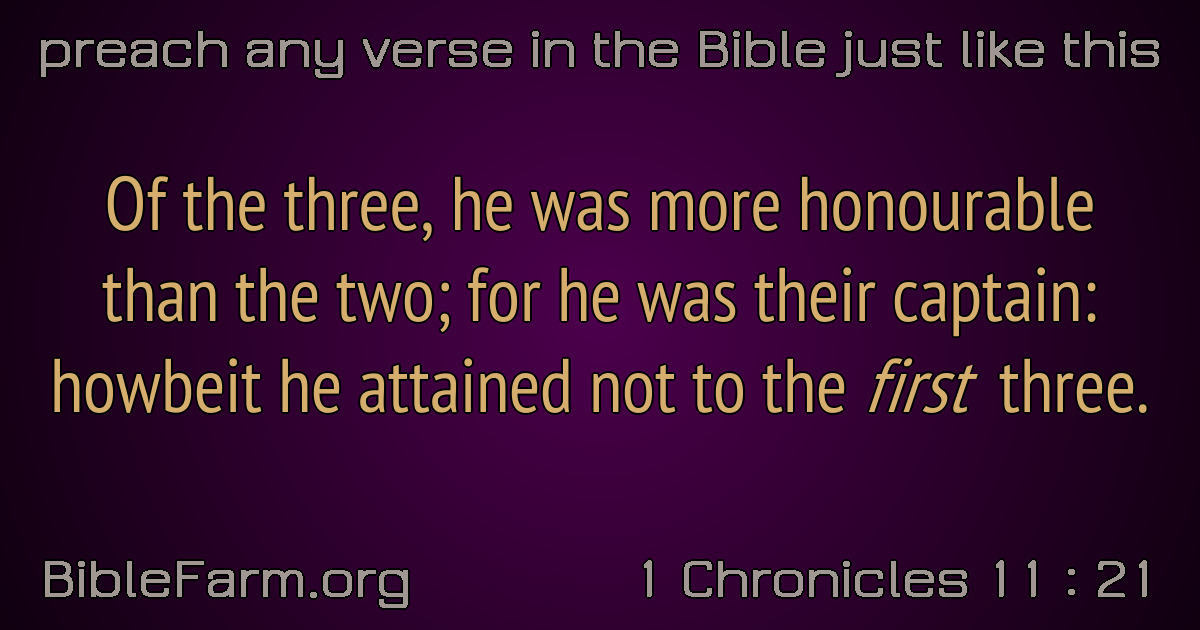 preach any verse in the Bible just like this
Of the three, he was more honourable
than the two; for he was their captain:
howbeit he attained not to the first three.
BibleFarm.org
1 Chronicles 11 : 21